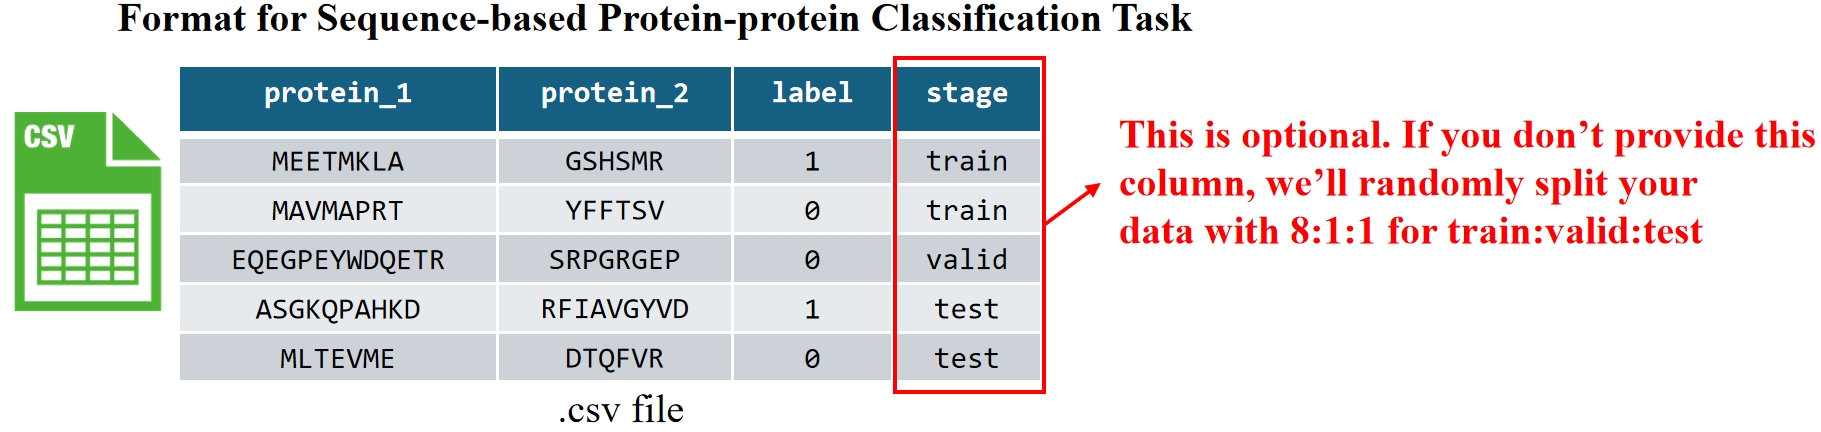 Format for Sequence-based Protein-protein Classification Task
CSV
protein_1 protein_2 label stage
MEETMKLA GSHSMR 1 train
MAVMAPRT YFFTSV 0 train
EQEGPEYWDQETR SRPGRGEP 0 valid
ASGKQPAHKD RFIAVGYVD 1 test
MLTEVME DTQFVR 0 test
.csv file
This is optional. If you don’t provide this
column, we’ll randomly split your
data with 8:1:1 for train:valid:test